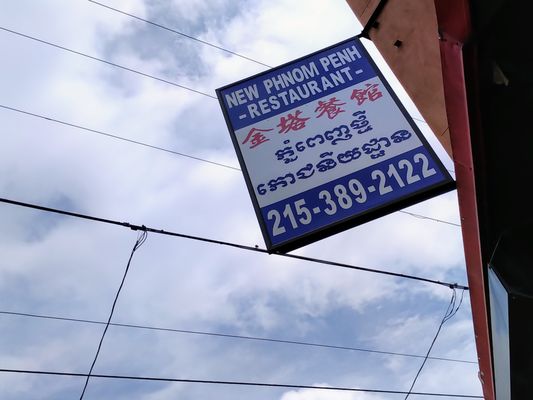 NEW PHNOM PENH
-RESTAURANT-
金塔餐館
ភ្នំពេញថ្មី
ភោជនីយដ្ឋាន
215-389-2122